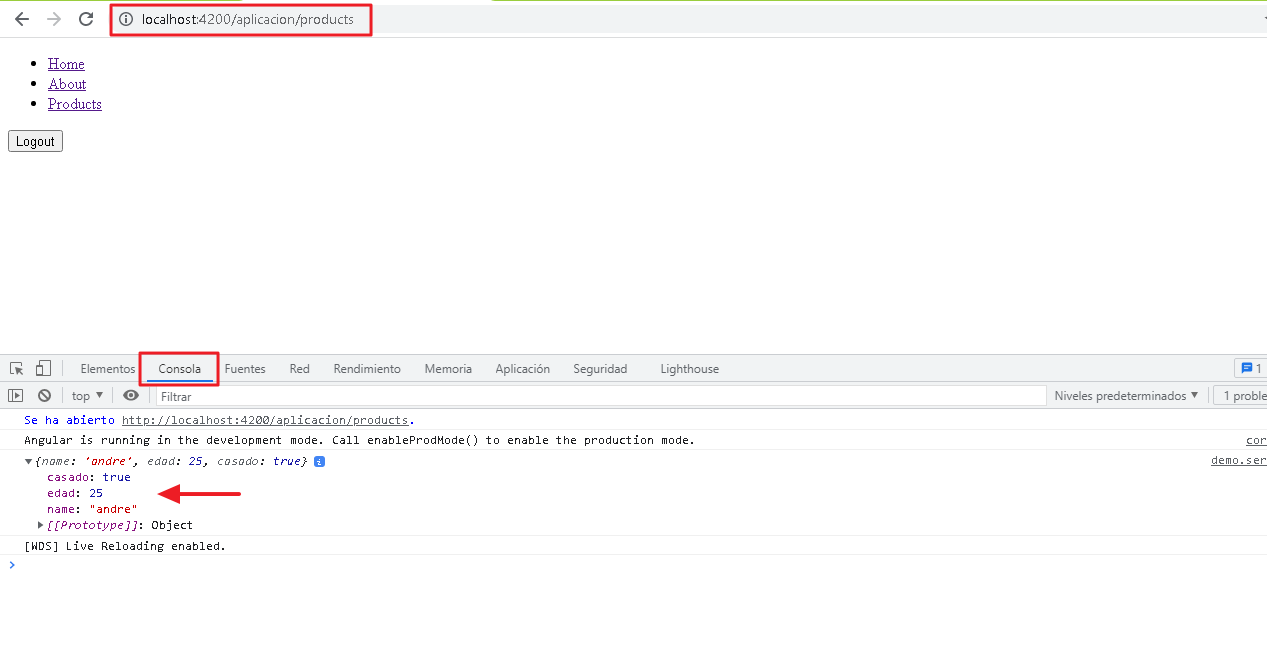 localhost:4200/aplicacion/products
Home
About
Products
Logout
Elementos Consola Fuentes Red Rendimiento Memoria Aplicación Seguridad Lighthouse 1
top Filtrar Niveles predeterminados 1 proble
Se ha abierto http://localhost:4200/aplicacion/products.
Angular is running in the development mode. Call enableProdMode() to enable the production mode. cor
{name: 'andre', edad: 25, casado: true} demo.ser
casado: true
edad: 25
name: "andre"
[[Prototype]]: Object
[WDS] Live Reloading enabled.